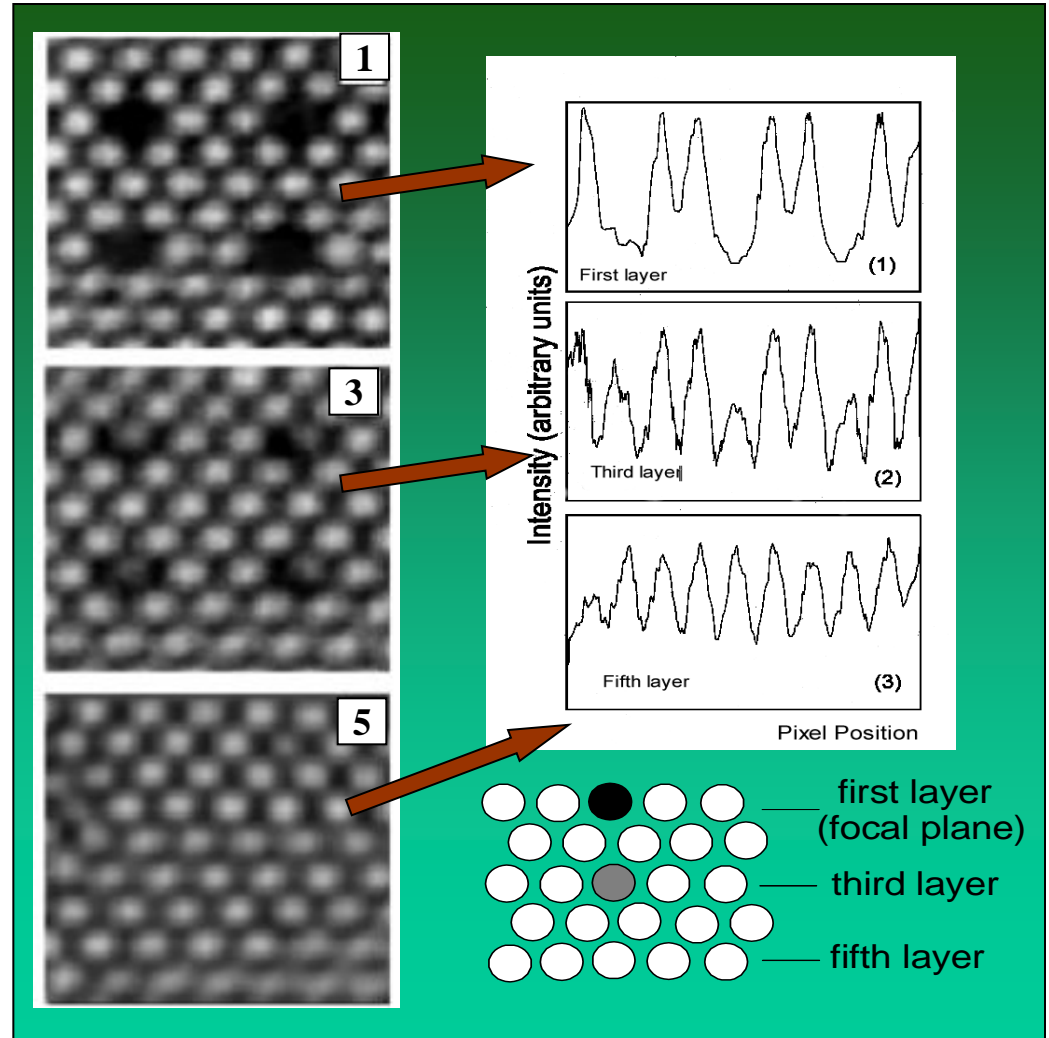 1
3
5
Intensity (arbitrary units)
First layer
(1)
Third layer
(2)
Fifth layer
(3)
Pixel Position
first layer
(focal plane)
third layer
fifth layer